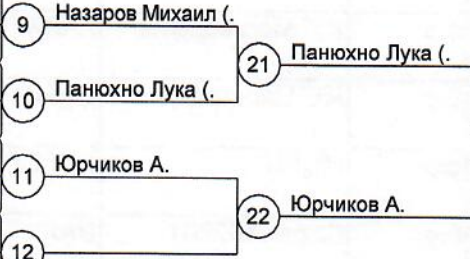 9 Назаров Михаил (.
21 Панюхно Лука (.
10 Панюхно Лука (.
11 Юрчиков А.
22 Юрчиков А.
12